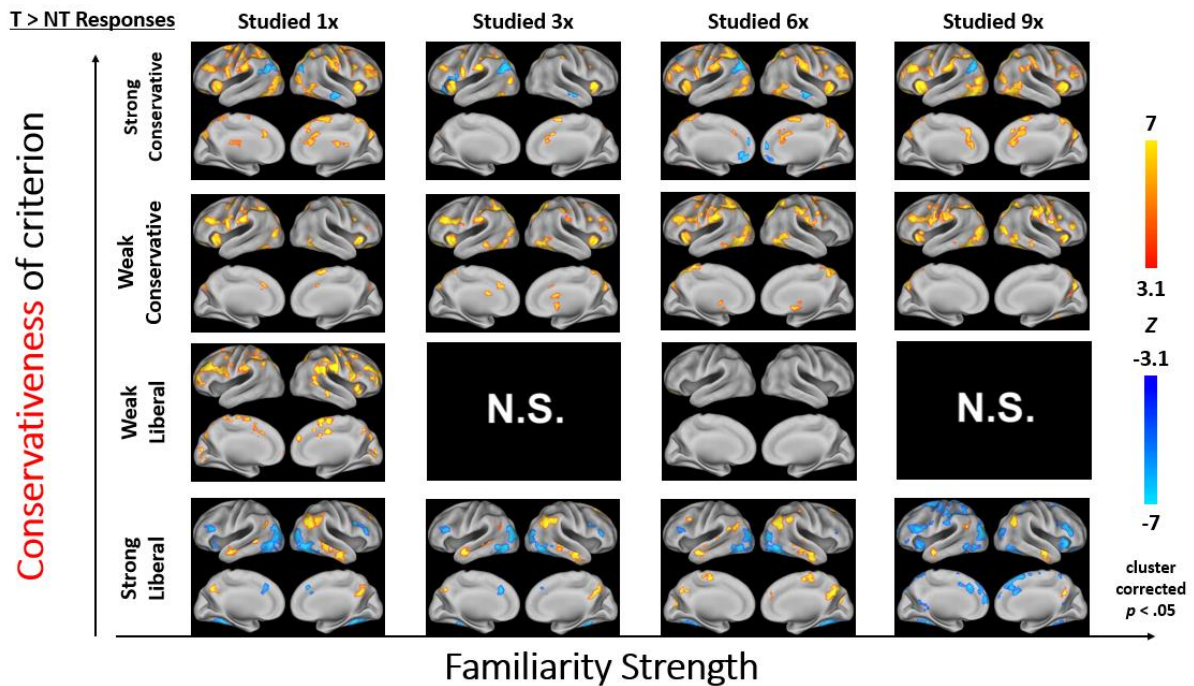 T > NT Responses
Studied 1x
Studied 3x
Studied 6x
Studied 9x
Conservativeness of criterion
Strong
Conservative
Weak
Conservative
Weak
Liberal
N.S.
N.S.
Strong
Liberal
7
3.1
Z
-3.1
-7
cluster
corrected
p < .05
Familiarity Strength